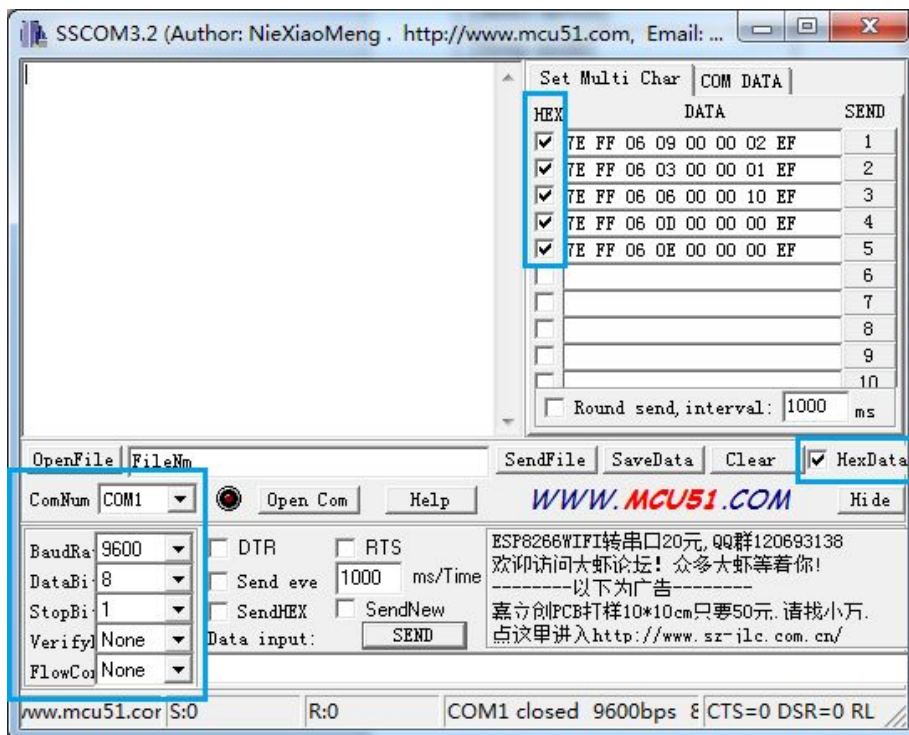 SSCOM3.2 (Author: NieXiaoMeng . http://www.mcu51.com, Email: ...
Set Multi Char COM DATA
HEX DATA SEND
7E FF 06 09 00 00 02 EF 1
7E FF 06 03 00 00 01 EF 2
7E FF 06 06 00 00 10 EF 3
7E FF 06 0D 00 00 00 EF 4
7E FF 06 0E 00 00 00 EF 5
6
7
8
9
10
Round send, interval: 1000 ms
OpenFile FileNm SendFile SaveData Clear HexData
ComNum COM1 Open Com Help WWW.MCU51.COM Hide
BaudRa 9600 DTR RTS
DataBi 8 Send eve 1000 ms/Time
StopBi 1 SendHEX SendNew
Verify None Data input: SEND
FlowCo None
ESP8266WIFI转串口20元,QQ群120693138
欢迎访问大虾论坛! 众多大虾等着你!
--------以下为广告--------
嘉立创PCB打样10*10cm只要50元.请找小万.
点这里进入http://www.sz-jlc.com.cn/
www.mcu51.cor S:0 R:0 COM1 closed 9600bps 8 CTS=0 DSR=0 RL